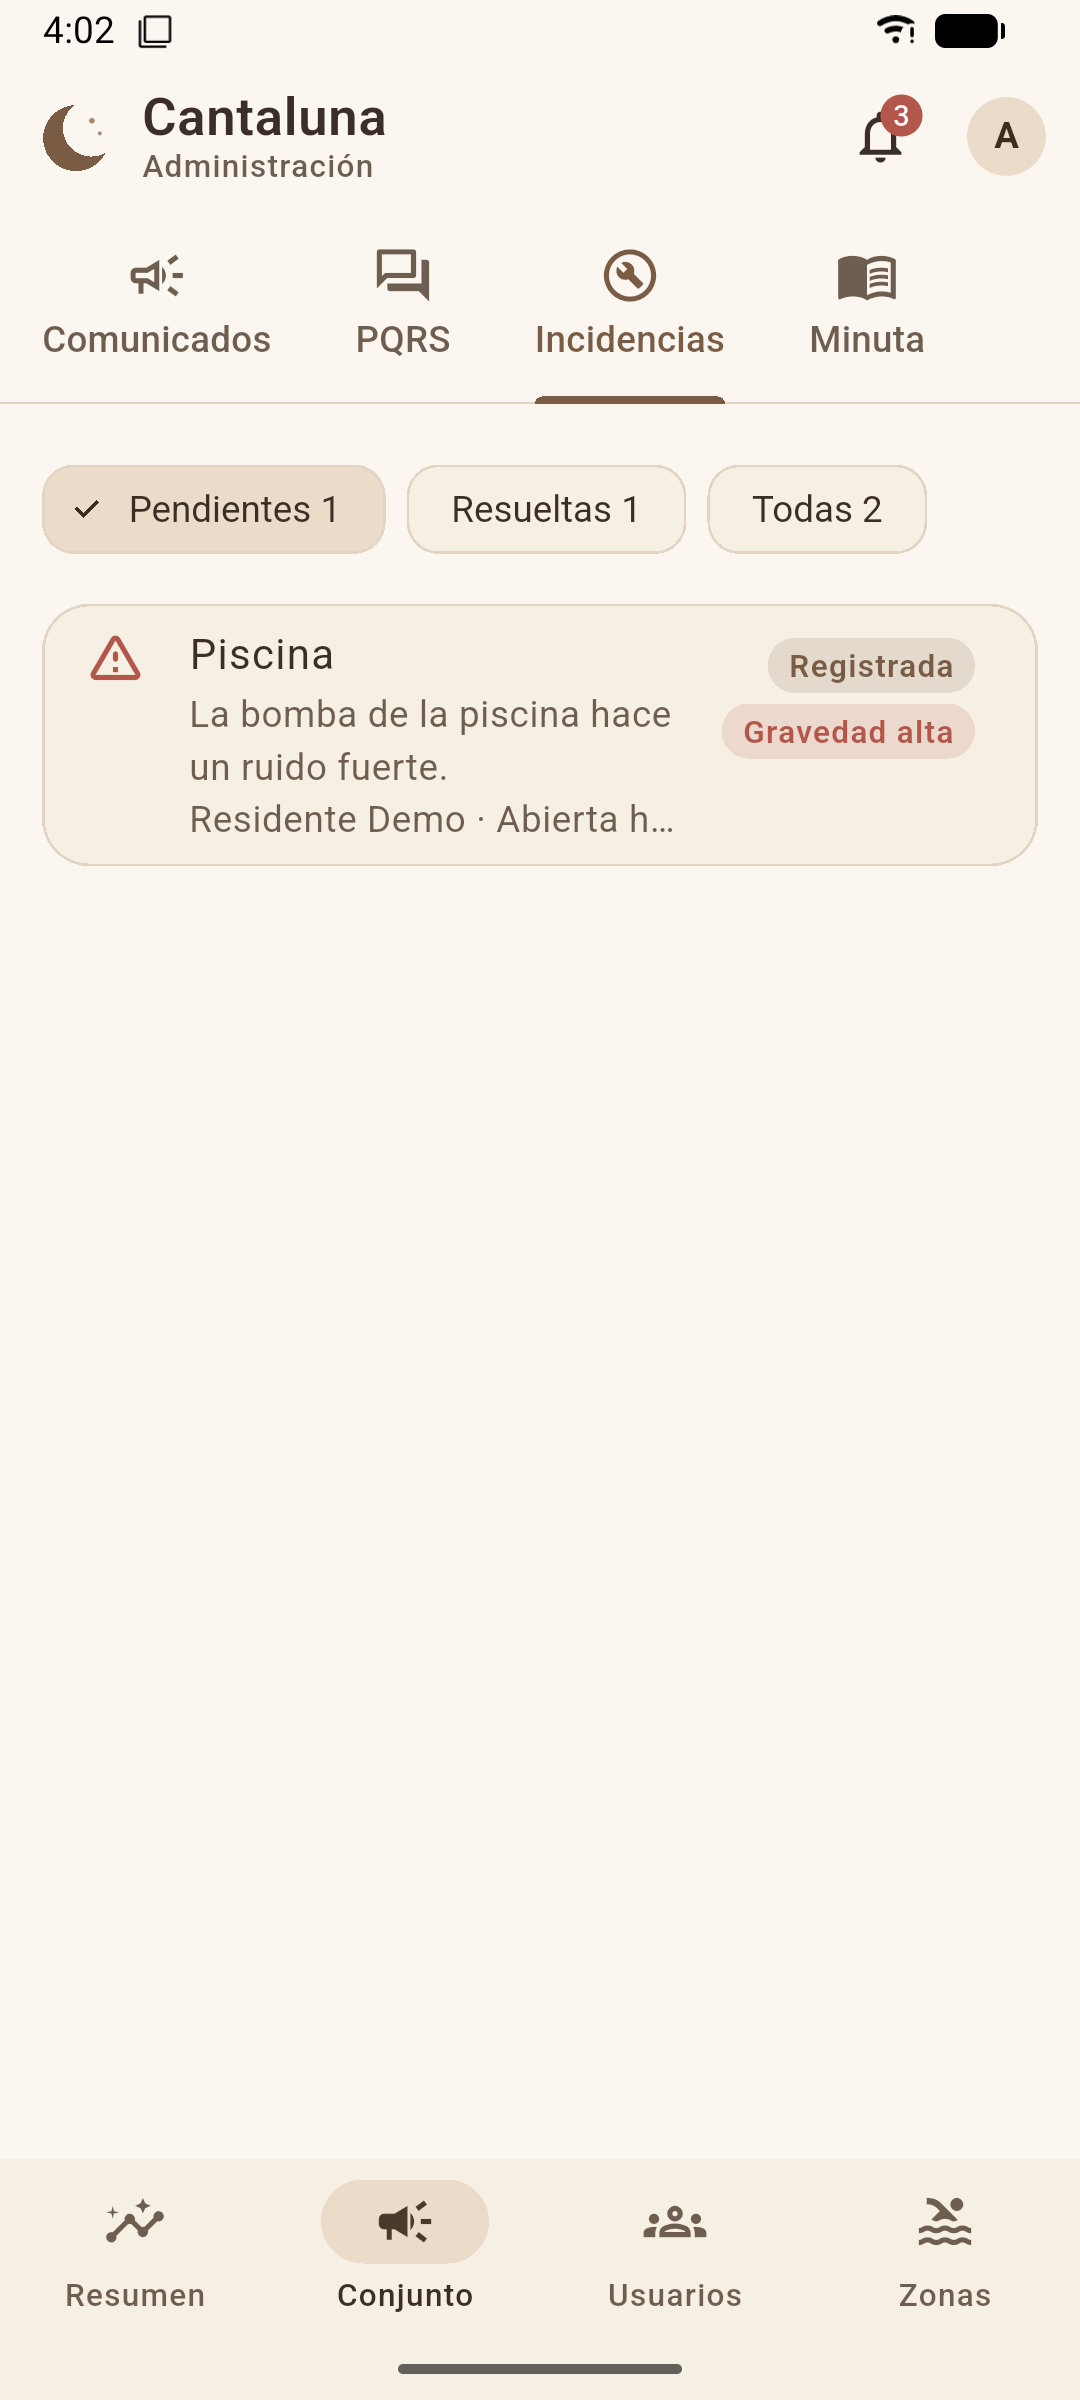 4:02
Cantaluna
Administración
3
A
Comunicados
PQRS
Incidencias
Minuta
Pendientes 1
Resueltas 1
Todas 2
Piscina
Registrada
La bomba de la piscina hace
un ruido fuerte.
Gravedad alta
Residente Demo · Abierta h…
Resumen
Conjunto
Usuarios
Zonas